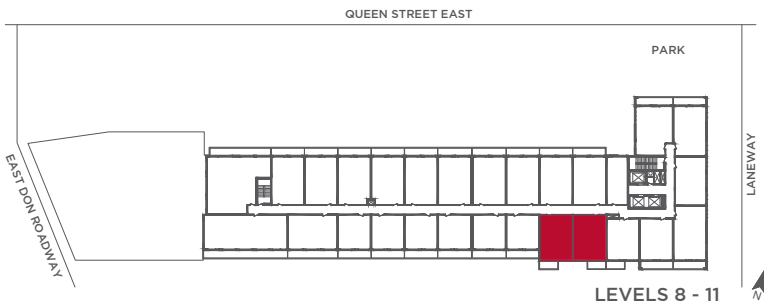 QUEEN STREET EAST
PARK
EAST DON ROADWAY
LANEWAY
LEVELS 8 - 11
N